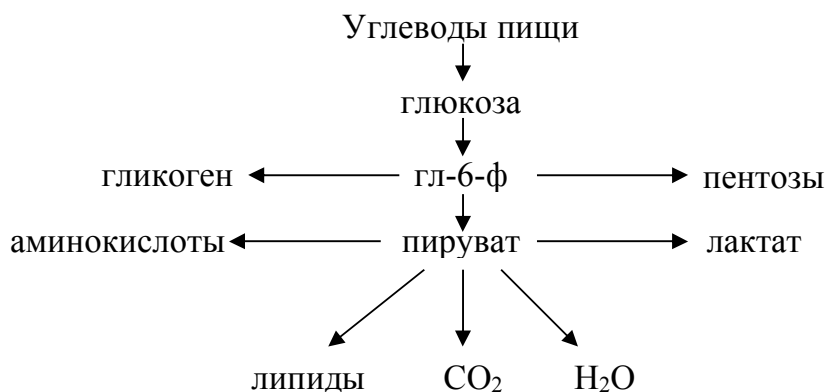 Углеводы пищи
глюкоза
гликоген гл-6-ф пентозы
аминокислоты пируват лактат
липиды CO₂ H₂O